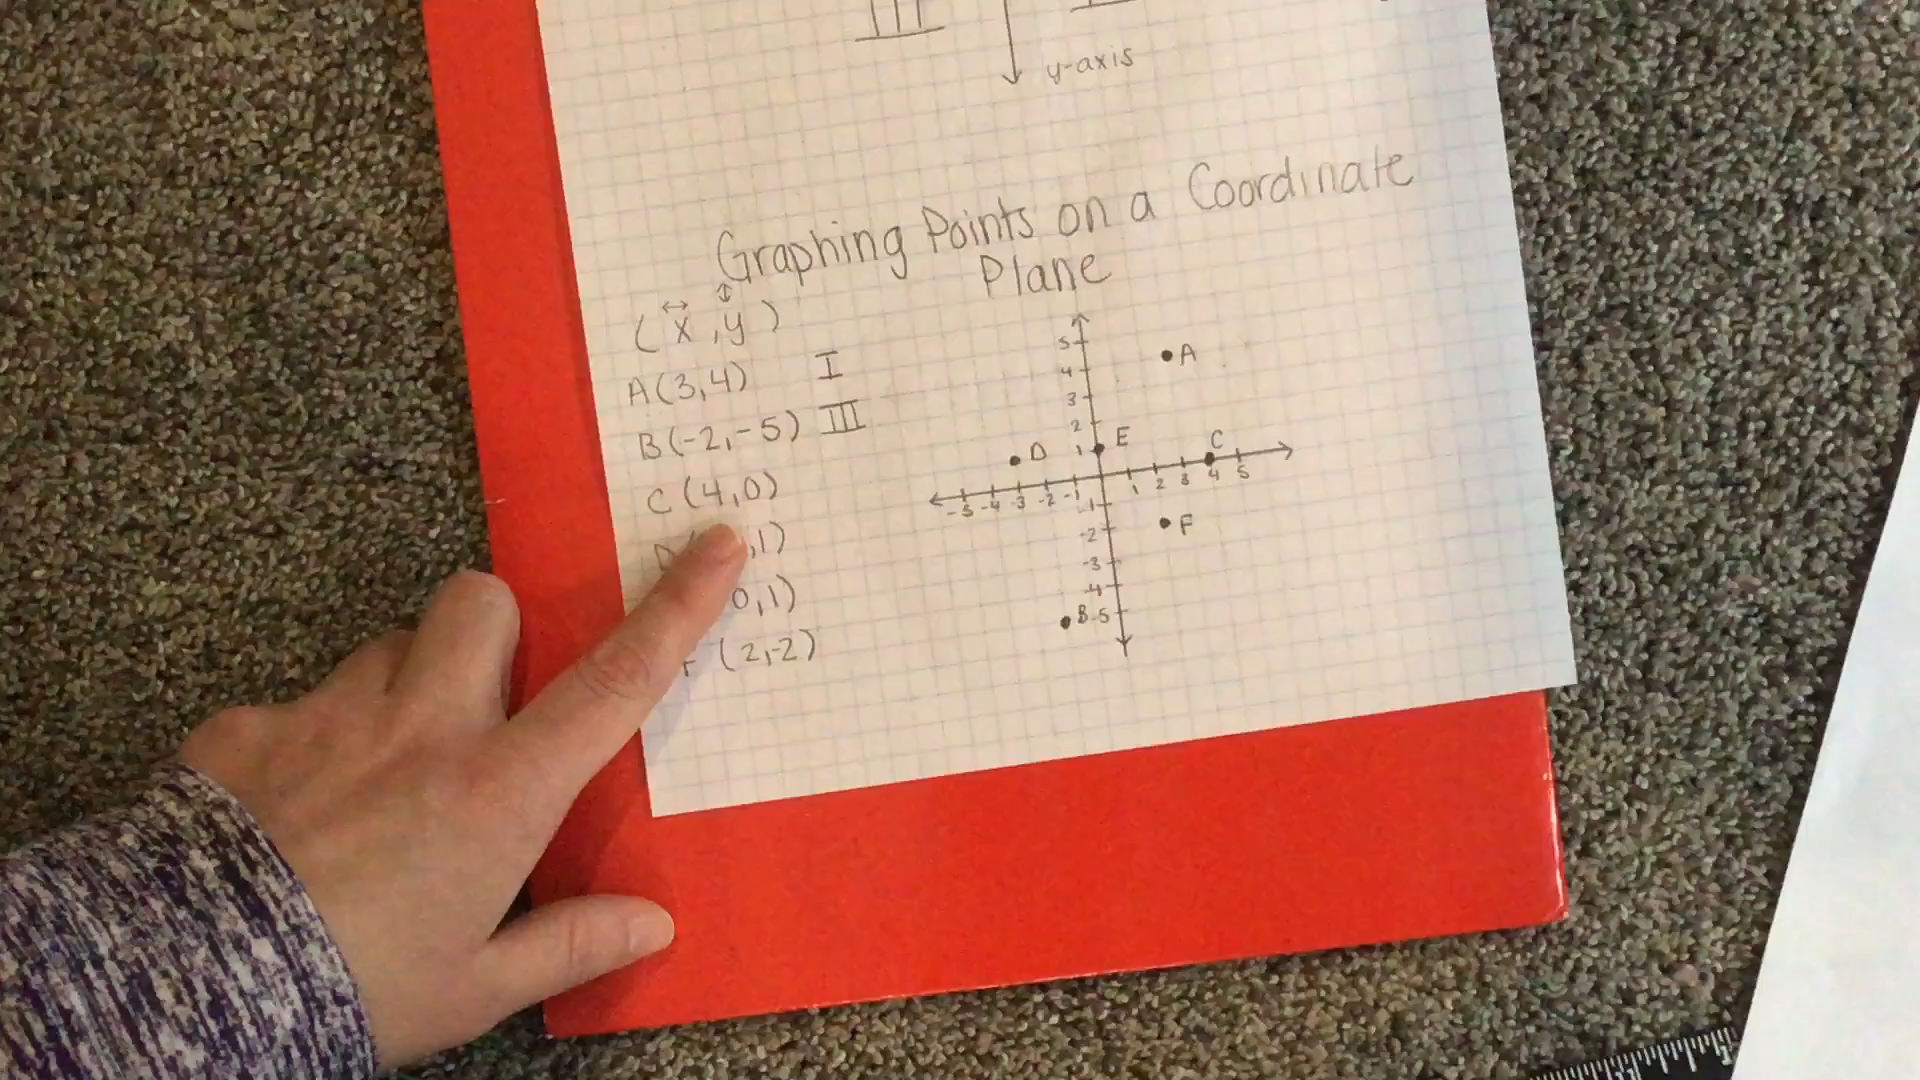 III
y-axis
Graphing Points on a Coordinate
Plane
(x,y)
A(3,4) I
B(-2,-5) III
C(4,0)
,1)
0,1)
F (2,-2)
5
4
3
2
1
-1
-2
-3
-4
-5
-5 -4 -3 -2 -1 1 2 3 4 5
A
E
C
D
F
B